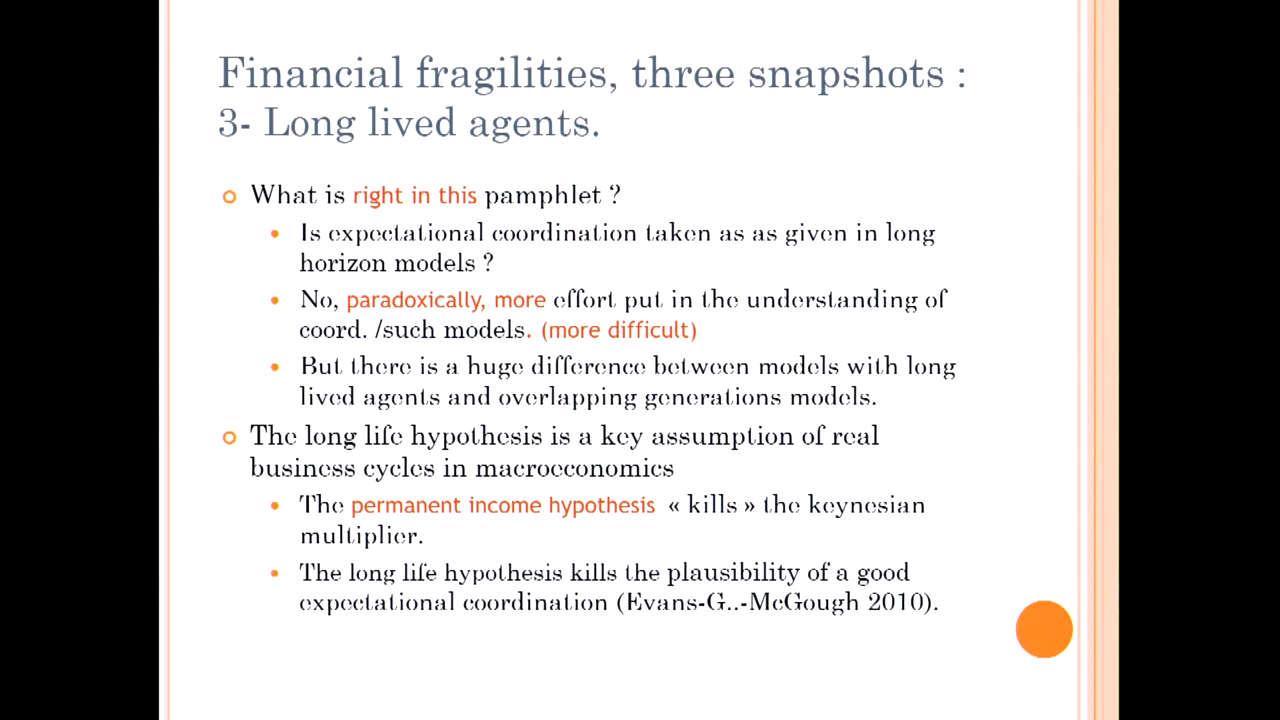 Financial fragilities, three snapshots :
3- Long lived agents.
What is right in this pamphlet ?
Is expectational coordination taken as as given in long
horizon models ?
No, paradoxically, more effort put in the understanding of
coord. /such models. (more difficult)
But there is a huge difference between models with long
lived agents and overlapping generations models.
The long life hypothesis is a key assumption of real
business cycles in macroeconomics
The permanent income hypothesis « kills » the keynesian
multiplier.
The long life hypothesis kills the plausibility of a good
expectational coordination (Evans-G..-McGough 2010).